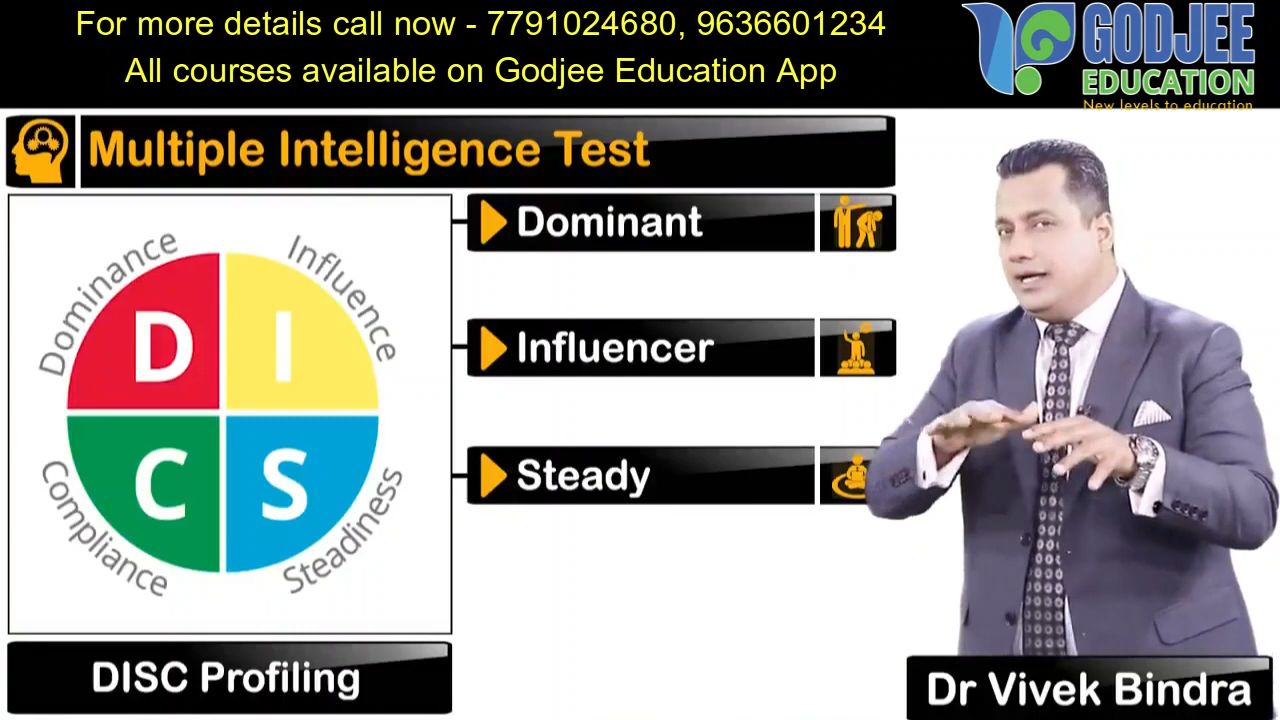 For more details call now - 7791024680, 9636601234
All courses available on Godjee Education App
GODJEE
EDUCATION
New levels to education
Multiple Intelligence Test
Dominance
Influence
D
I
C
S
Compliance
Steadiness
Dominant
Influencer
Steady
DISC Profiling
Dr Vivek Bindra